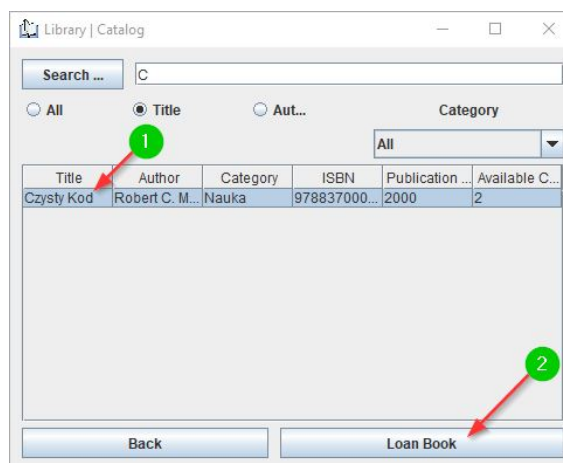 Library | Catalog
Search ... C
All Title Aut... Category
1 All
Title Author Category ISBN Publication ... Available C...
Czysty Kod Robert C. M... Nauka 978837000... 2000 2
2
Back Loan Book